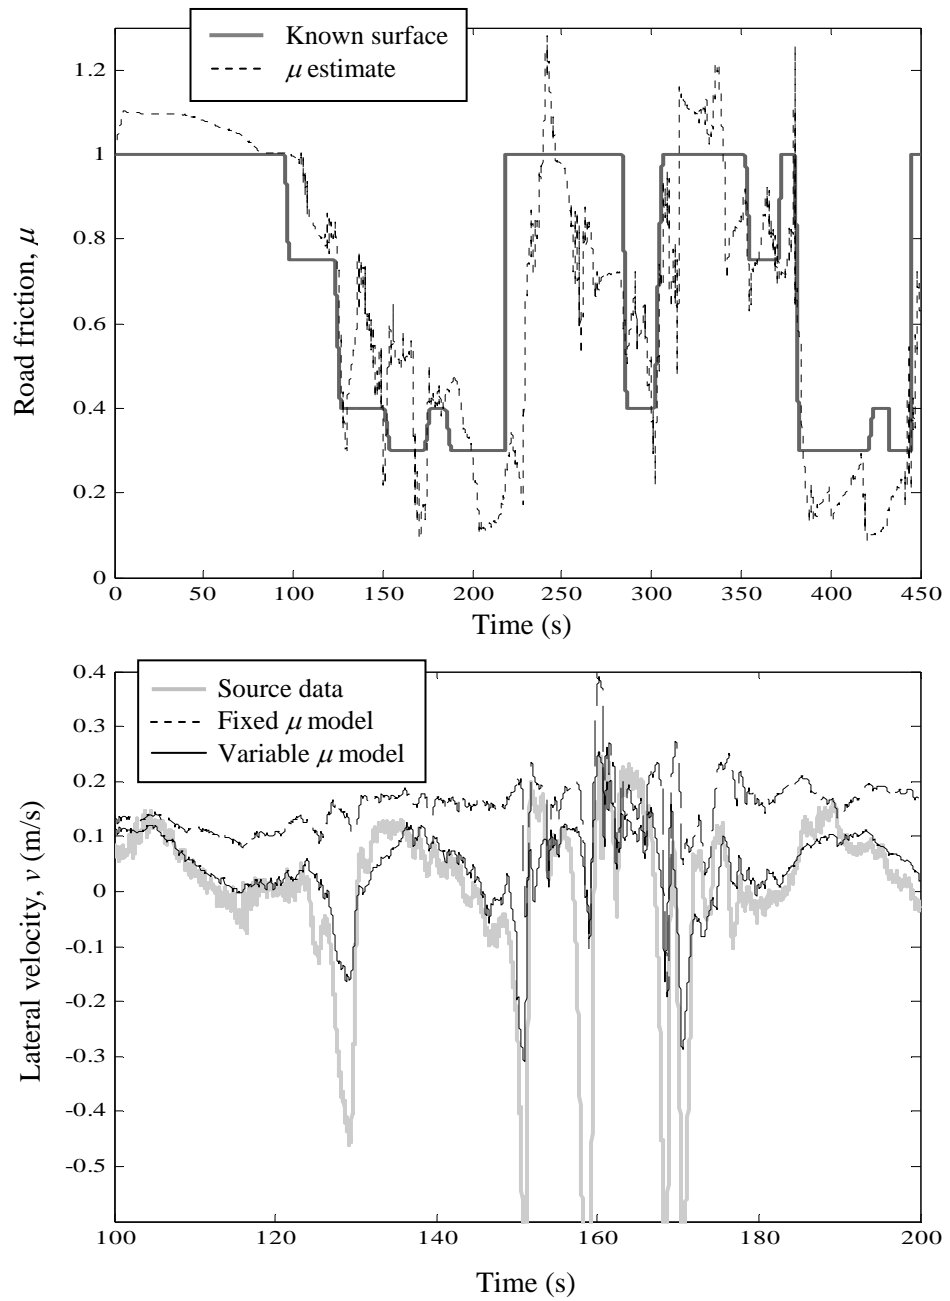 Known surface
μ estimate
1.2
1
0.8
0.6
0.4
0.2
0
Road friction, μ
0 50 100 150 200 250 300 350 400 450
Time (s)
Source data
Fixed μ model
Variable μ model
0.4
0.3
0.2
0.1
0
-0.1
-0.2
-0.3
-0.4
-0.5
Lateral velocity, v (m/s)
100 120 140 160 180 200
Time (s)